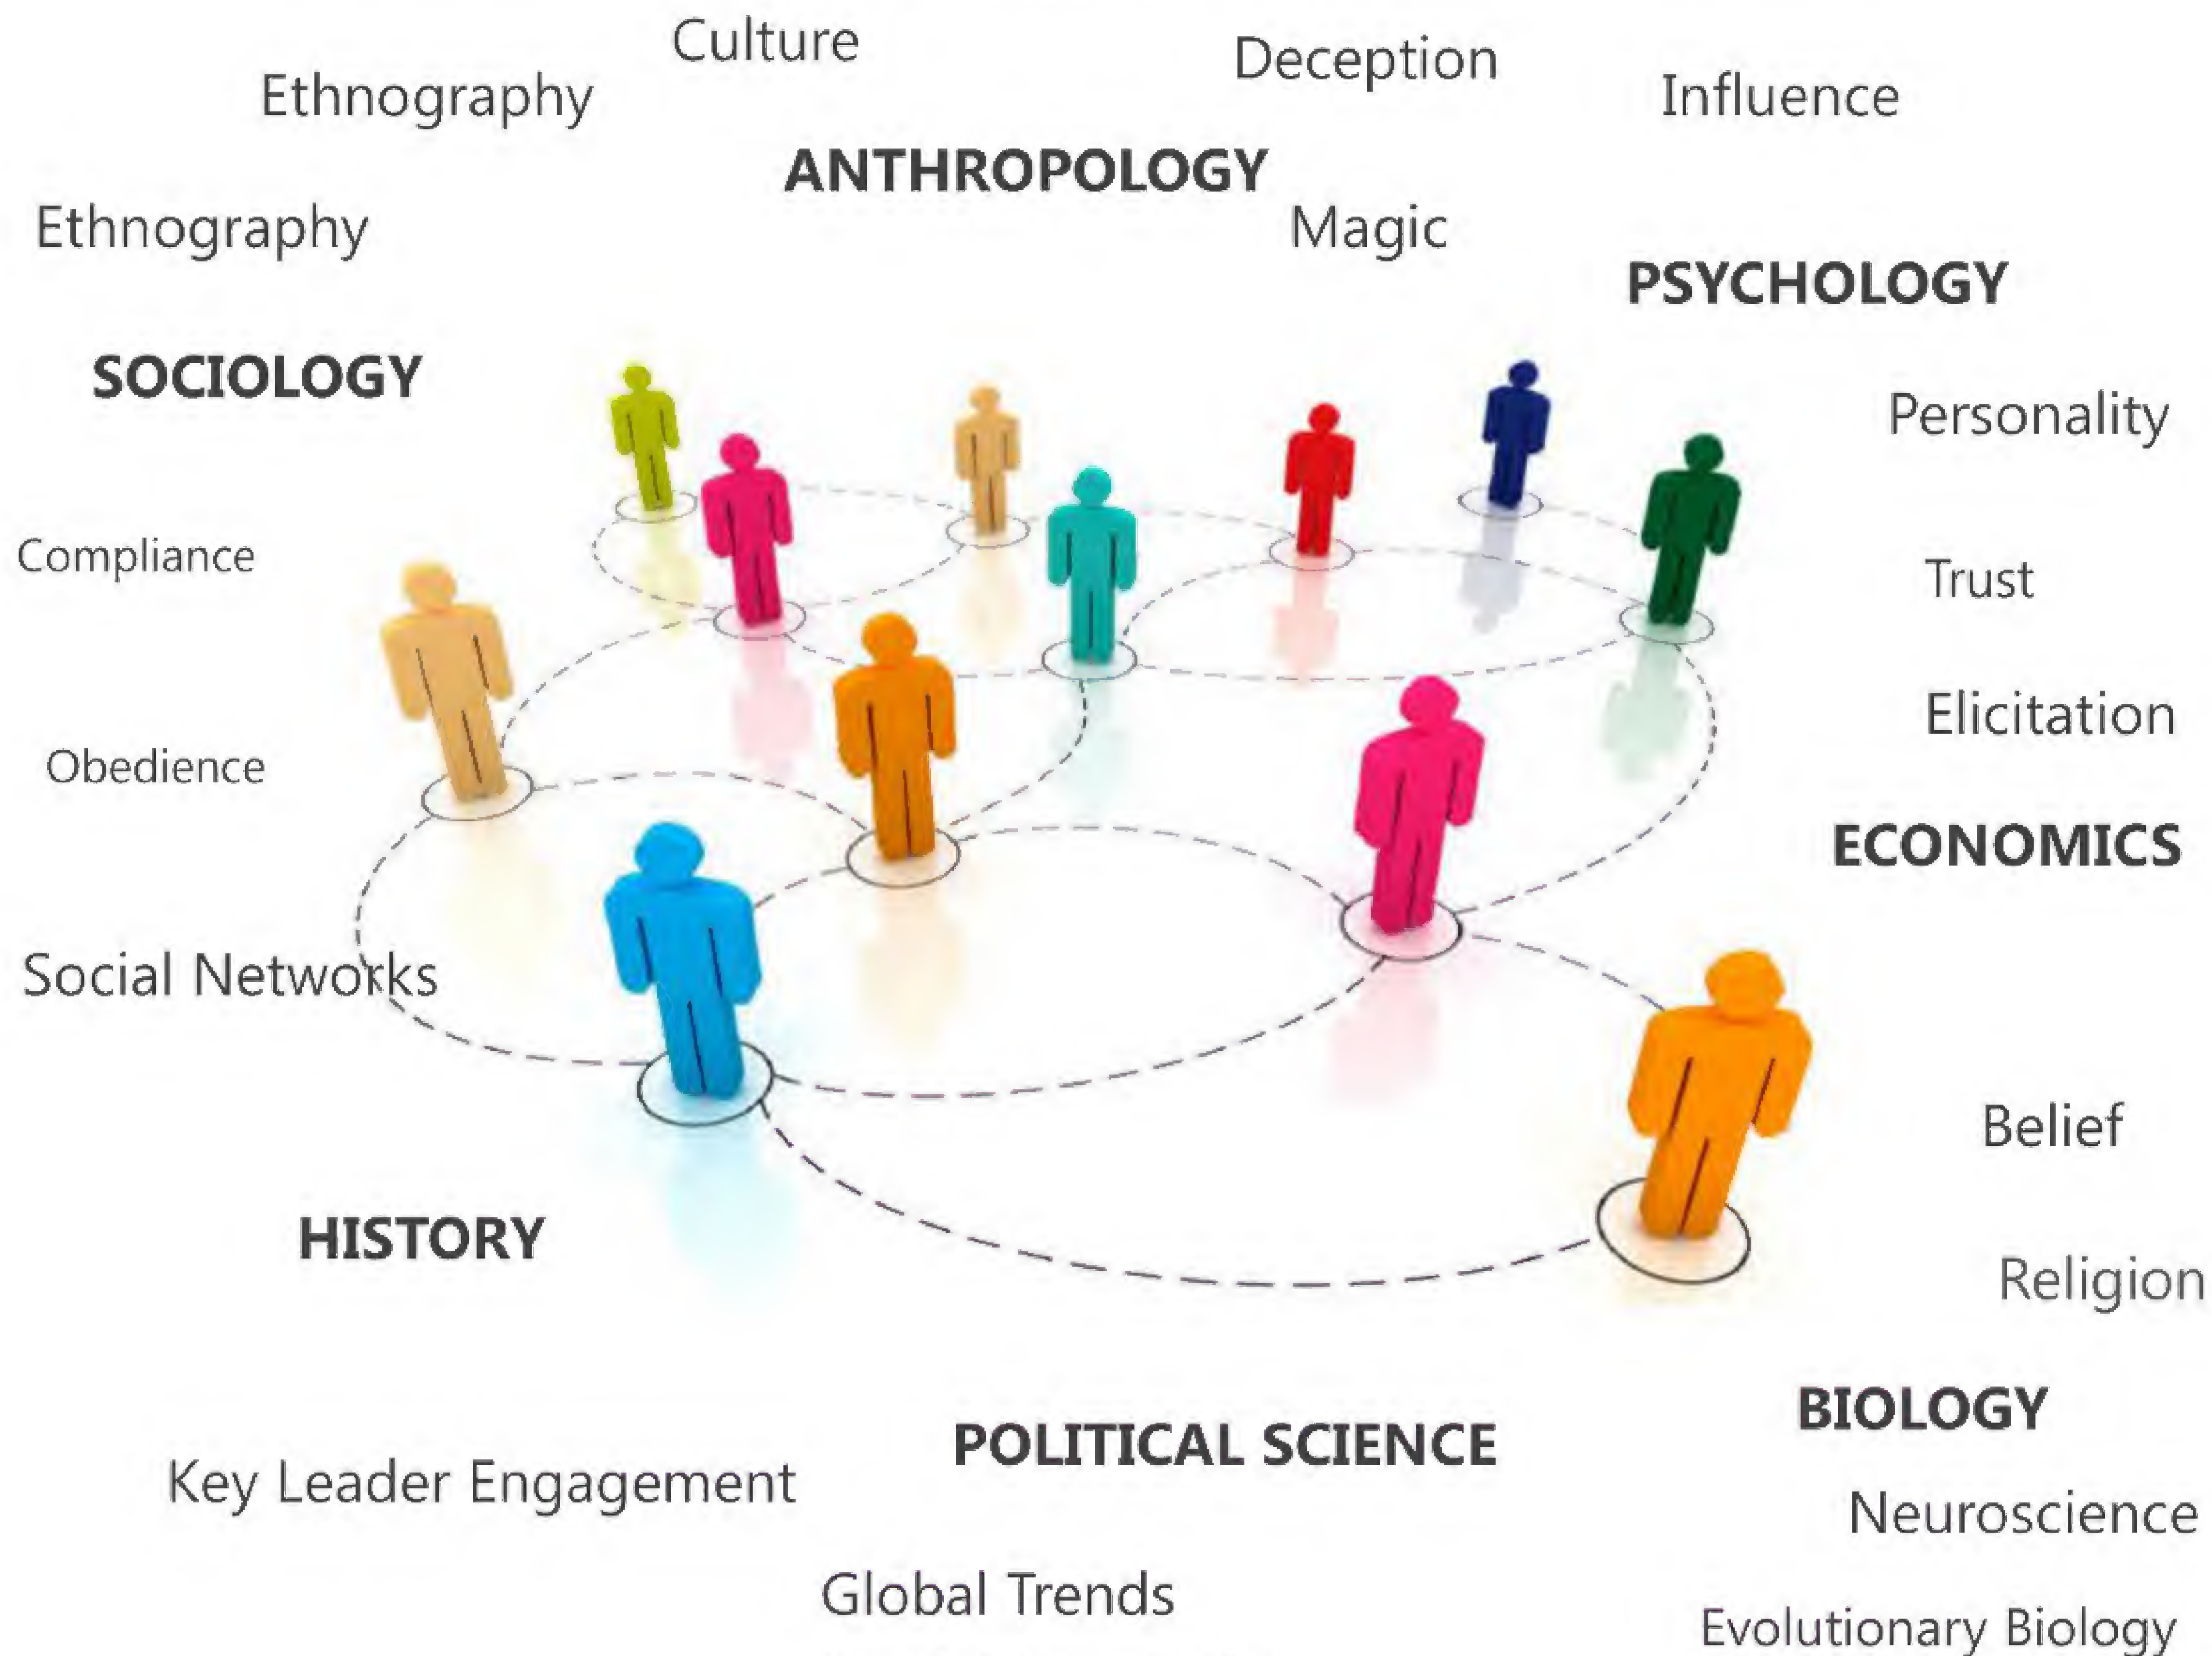 Culture
Deception
Ethnography
Influence
ANTHROPOLOGY
Ethnography
Magic
PSYCHOLOGY
SOCIOLOGY
Personality
Compliance
Trust
Elicitation
Obedience
ECONOMICS
Social Networks
Belief
HISTORY
Religion
BIOLOGY
POLITICAL SCIENCE
Key Leader Engagement
Neuroscience
Global Trends
Evolutionary Biology